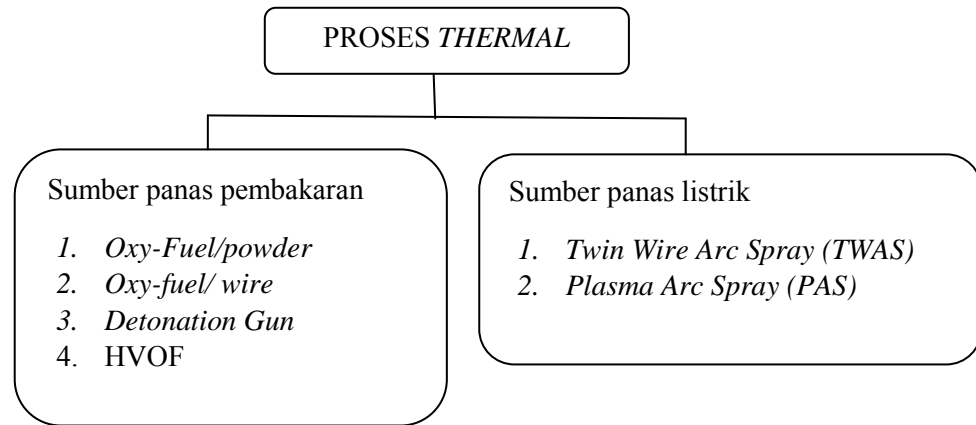 PROSES THERMAL
Sumber panas pembakaran
1. Oxy-Fuel/powder
2. Oxy-fuel/ wire
3. Detonation Gun
4. HVOF
Sumber panas listrik
1. Twin Wire Arc Spray (TWAS)
2. Plasma Arc Spray (PAS)